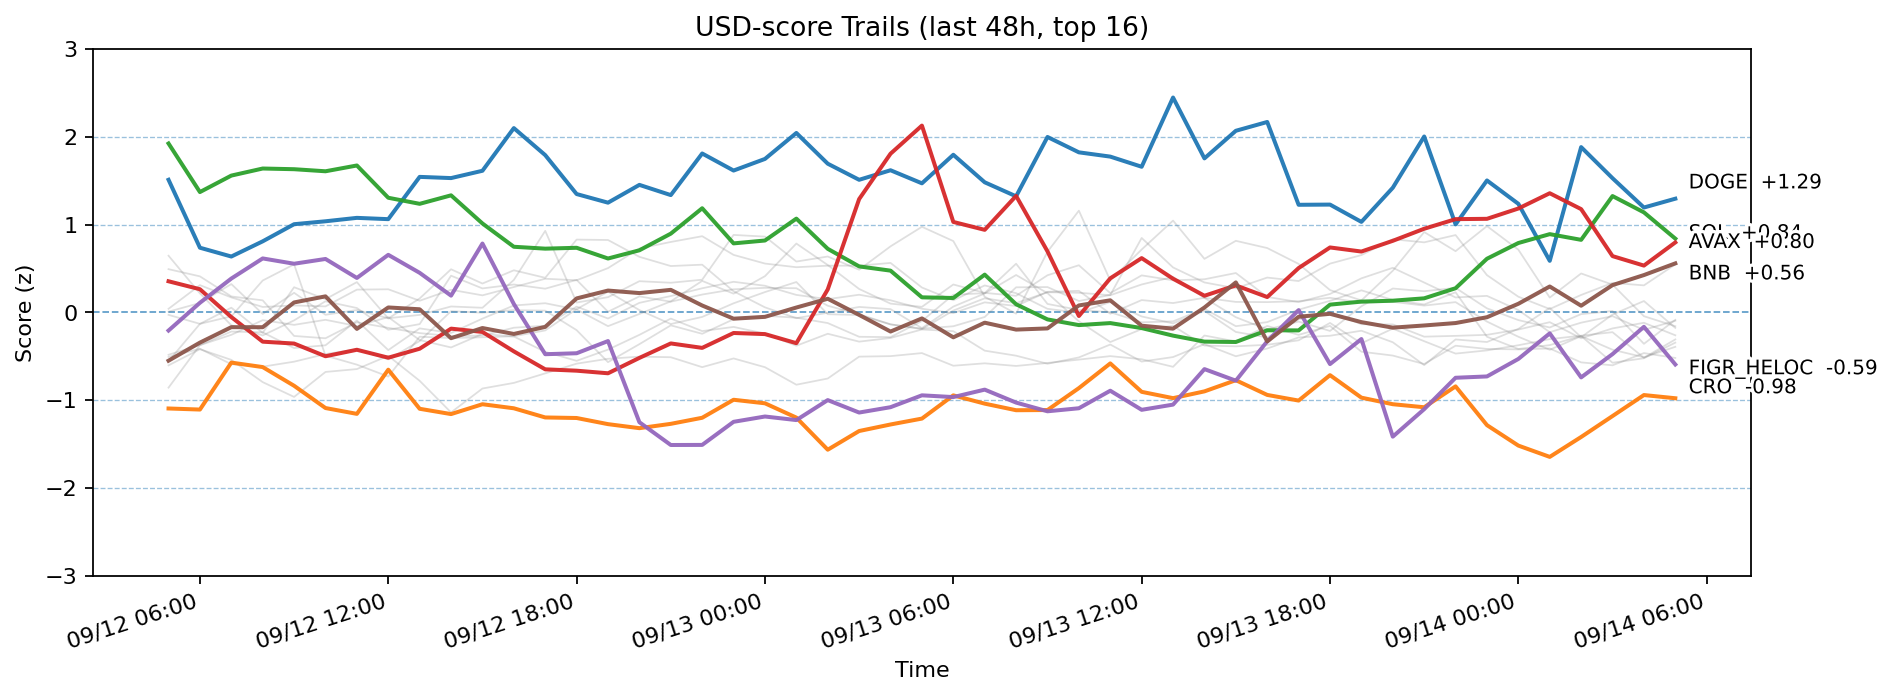 USD-score Trails (last 48h, top 16)
3
2
1
0
−1
−2
−3
Score (z)
DOGE +1.29
AVAX +0.80
BNB +0.56
FIGR_HELOC -0.59
CRO -0.98
09/12 06:00
09/12 12:00
09/12 18:00
09/13 00:00
09/13 06:00
09/13 12:00
09/13 18:00
09/14 00:00
09/14 06:00
Time